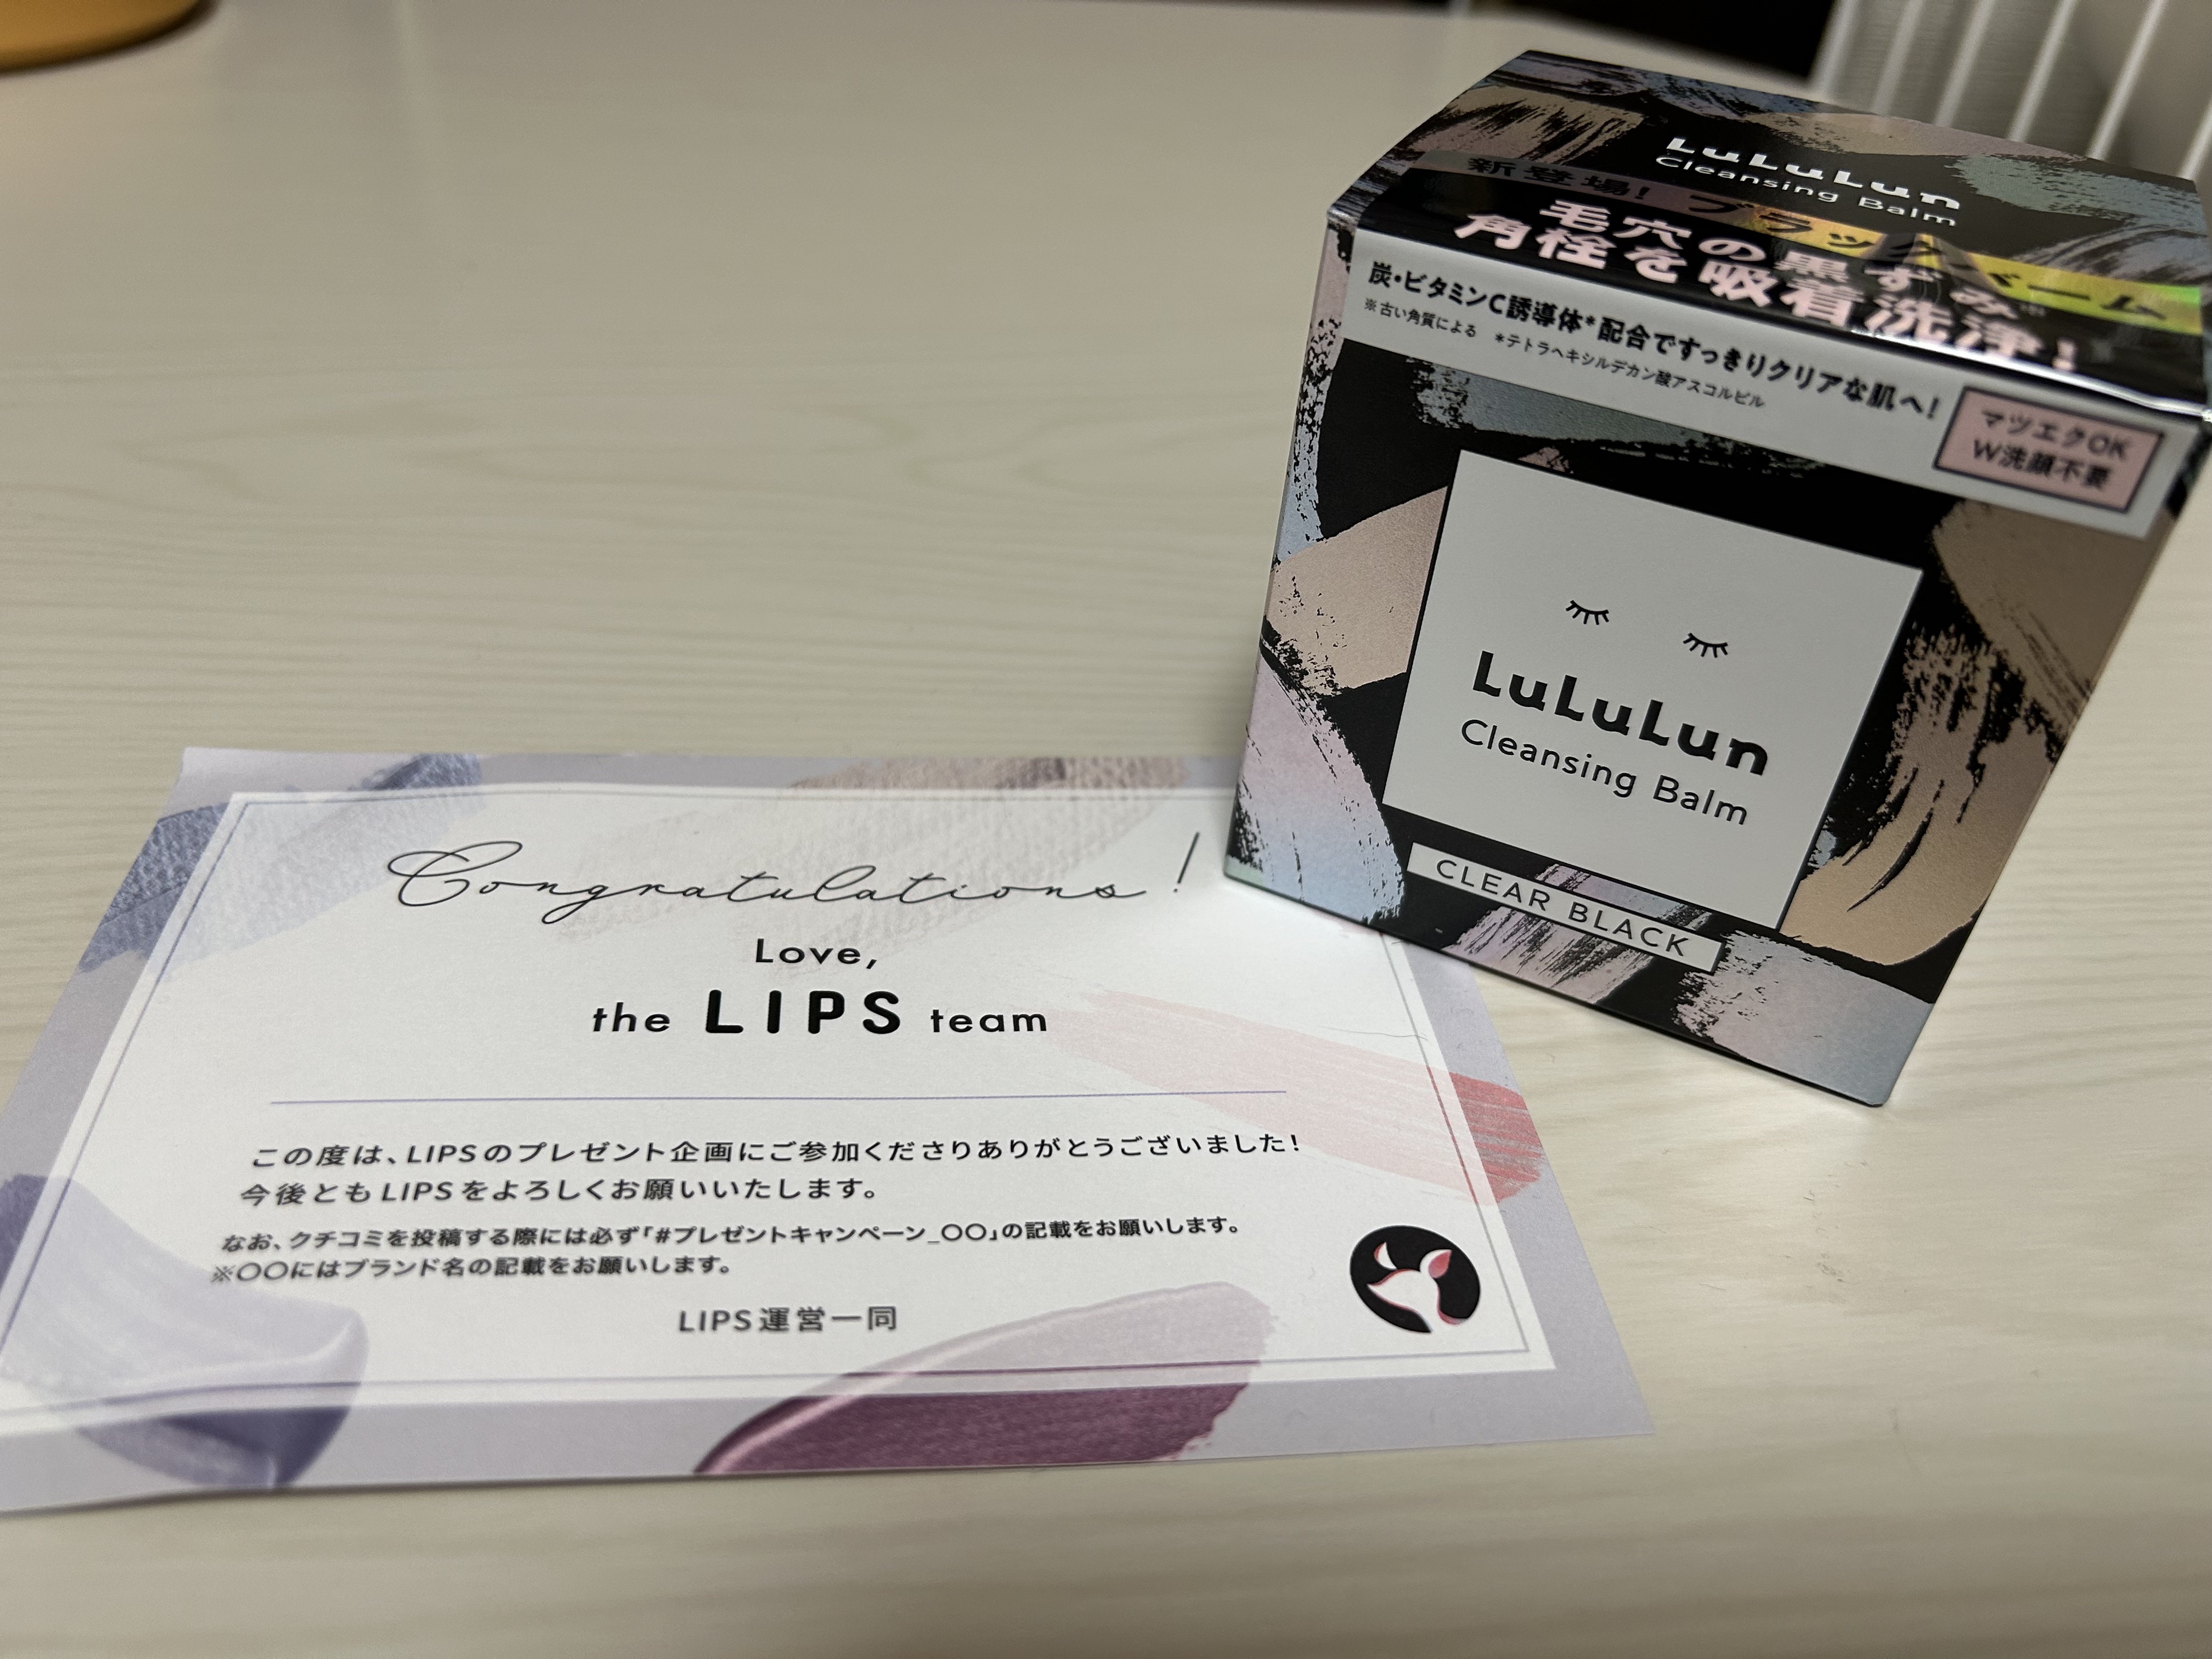 Congratulations!
Love,
the LIPS team
この度は、LIPSのプレゼント企画にご参加くださりありがとうございました!
今後ともLIPSをよろしくお願いいたします。
なお、クチコミを投稿する際には必ず「#プレゼントキャンペーン_〇〇」の記載をお願いします。
※〇〇にはブランド名の記載をお願いします。
LIPS運営一同
LuLuLun
Cleansing Balm
新登場! ブラックバーム
毛穴の黒ずみ
角栓を吸着洗浄!
炭・ビタミンC誘導体*配合ですっきりクリアな肌へ!
※古い角質による *テトラヘキシルデカン酸アスコルビル
マツエクOK
W洗顔不要
LuLuLun
Cleansing Balm
CLEAR BLACK